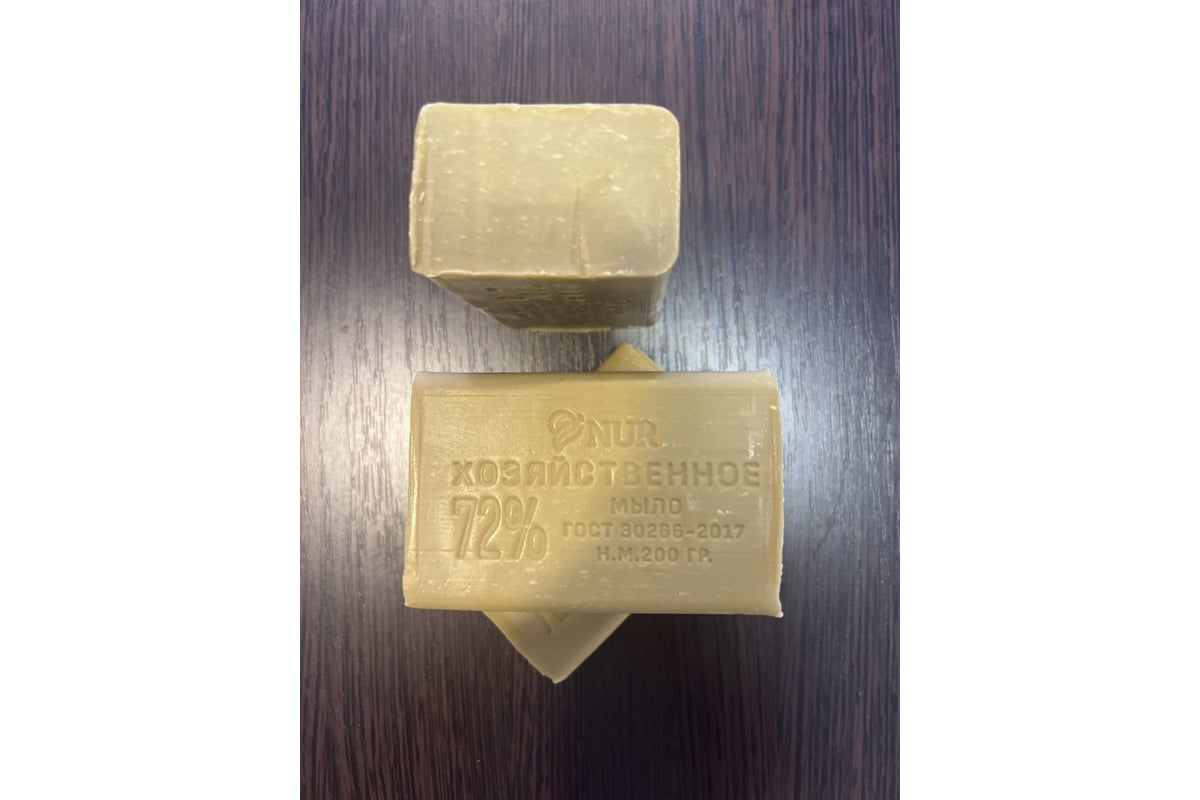 NUR
ХОЗЯЙСТВЕННОЕ
72%
МЫЛО
ГОСТ 30266-2017
Н.М.200 ГР.